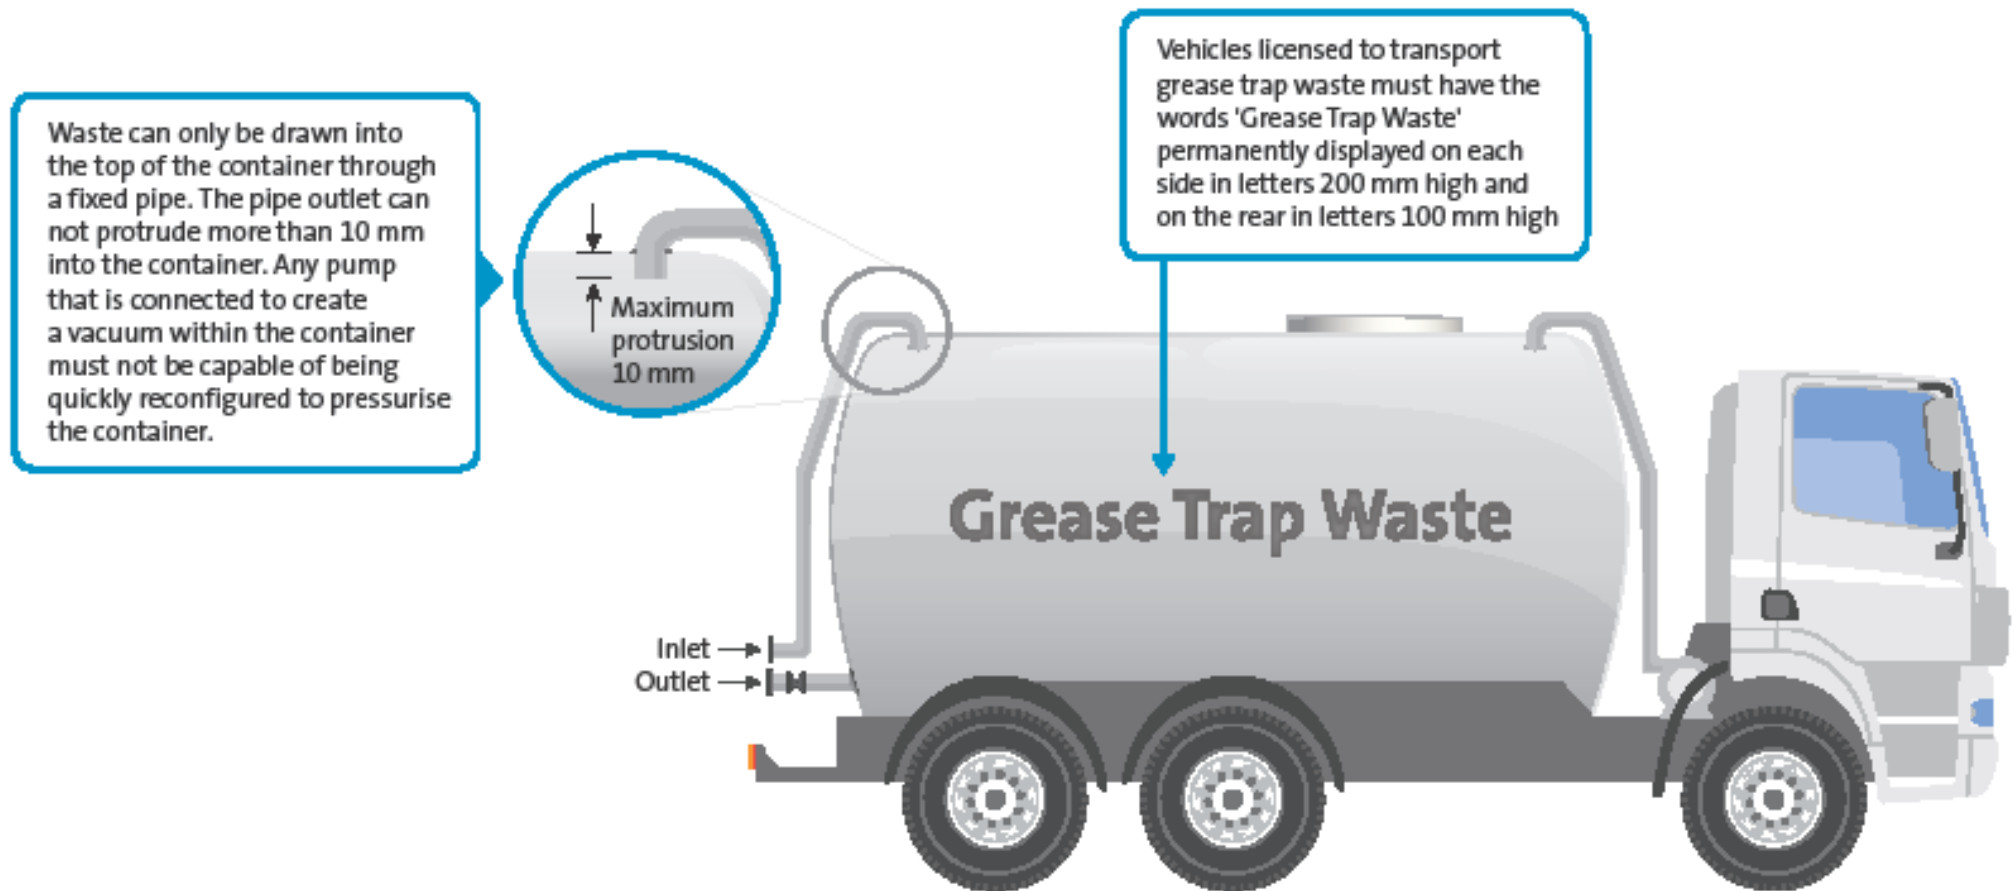 Waste can only be drawn into
the top of the container through
a fixed pipe. The pipe outlet can
not protrude more than 10 mm
into the container. Any pump
that is connected to create
a vacuum within the container
must not be capable of being
quickly reconfigured to pressurise
the container.
Maximum
protrusion
10 mm
Vehicles licensed to transport
grease trap waste must have the
words 'Grease Trap Waste'
permanently displayed on each
side in letters 200 mm high and
on the rear in letters 100 mm high
Grease Trap Waste
Inlet
Outlet